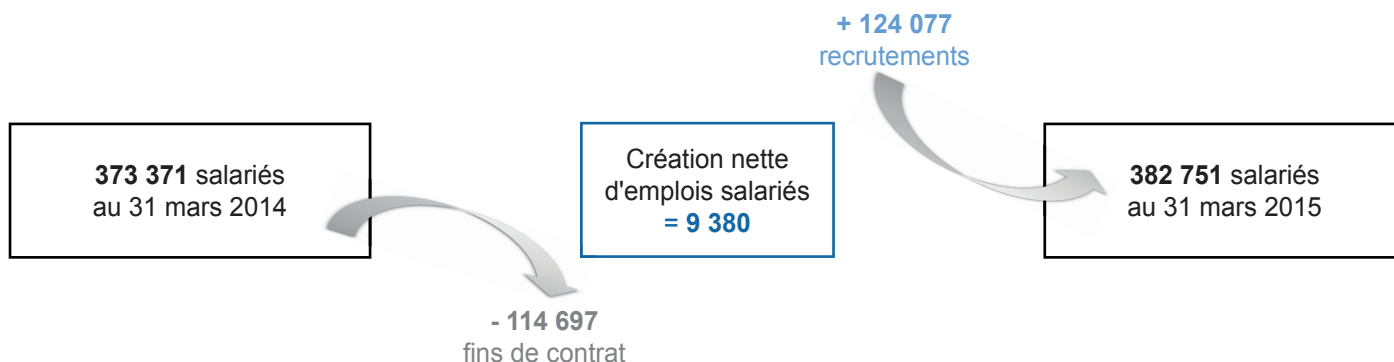 + 124 077
recrutements
373 371 salariés
au 31 mars 2014
Création nette
d'emplois salariés
= 9 380
382 751 salariés
au 31 mars 2015
- 114 697
fins de contrat